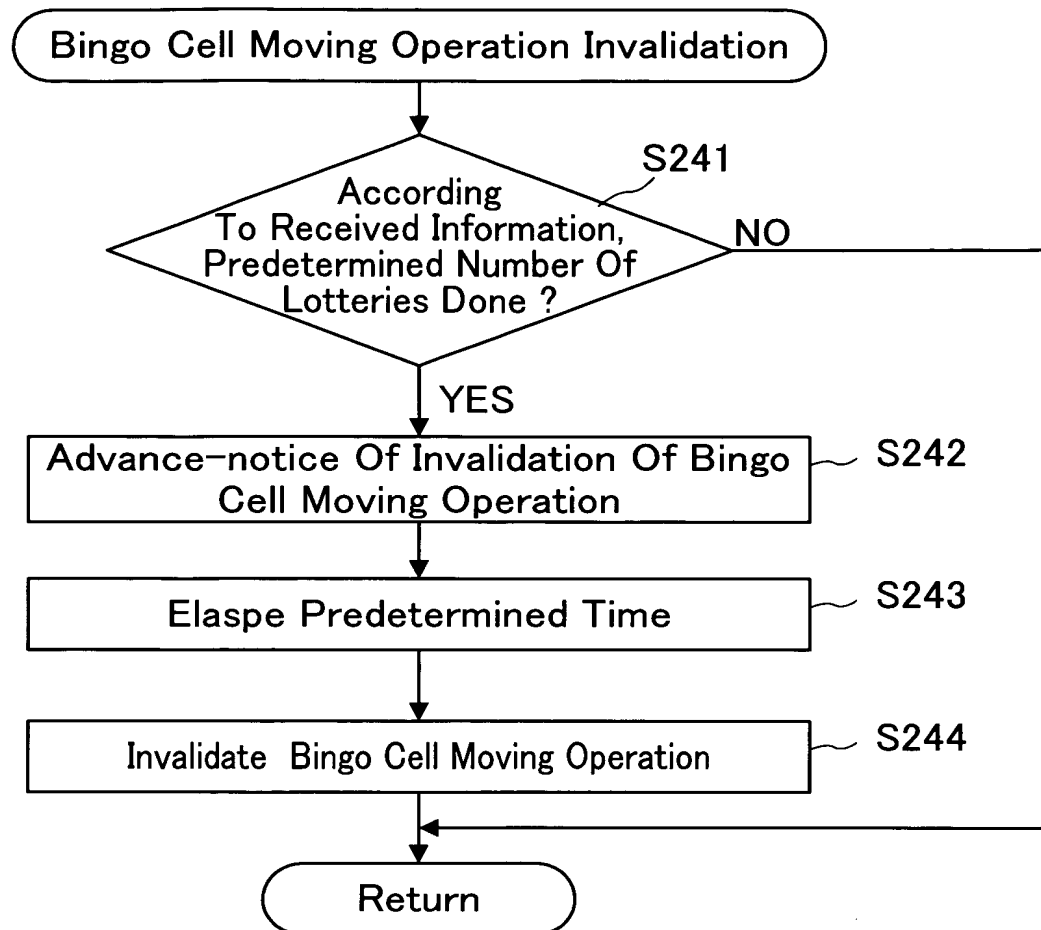 Bingo Cell Moving Operation Invalidation
S241
According
To Received Information,
Predetermined Number Of
Lotteries Done ?
NO
YES
Advance-notice Of Invalidation Of Bingo
Cell Moving Operation
S242
Elaspe Predetermined Time
S243
Invalidate Bingo Cell Moving Operation
S244
Return